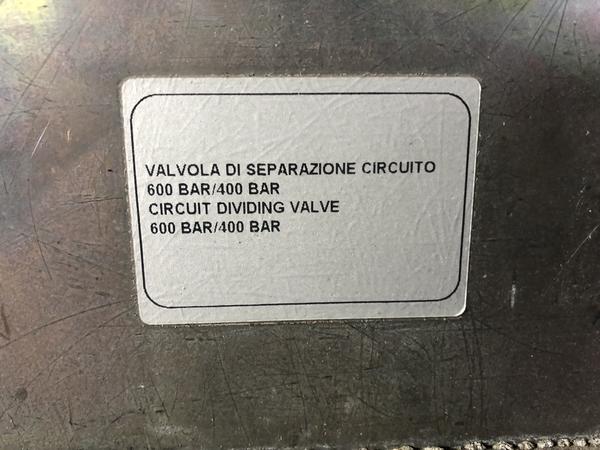 VALVOLA DI SEPARAZIONE CIRCUITO
600 BAR/400 BAR
CIRCUIT DIVIDING VALVE
600 BAR/400 BAR